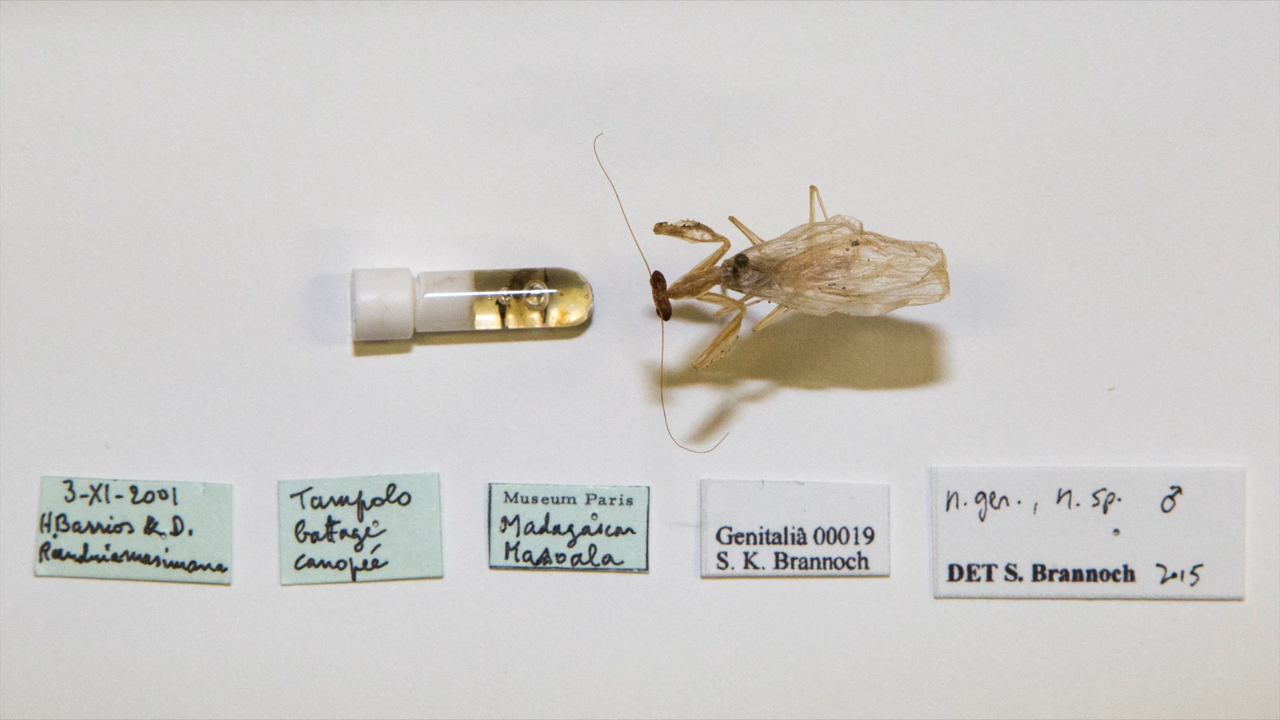 3-XI-2001
H.Barrios & D.
Randriamasimana
Tampolo
battage
canopée
Museum Paris
Madagascar
Masoala
Genitalia 00019
S. K. Brannoch
n. gen., n. sp. ♂
DET S. Brannoch 2015